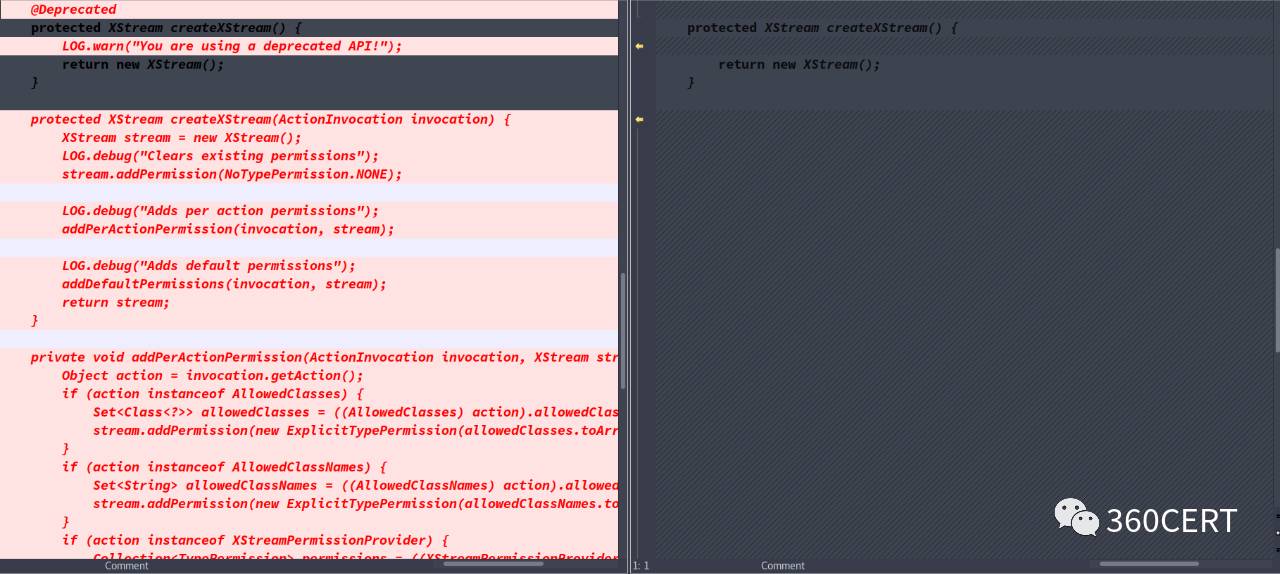 @Deprecated
protected XStream createXStream() {
LOG.warn("You are using a deprecated API!");
return new XStream();
}
protected XStream createXStream(ActionInvocation invocation) {
XStream stream = new XStream();
LOG.debug("Clears existing permissions");
stream.addPermission(NoTypePermission.NONE);
LOG.debug("Adds per action permissions");
addPerActionPermission(invocation, stream);
LOG.debug("Adds default permissions");
addDefaultPermissions(invocation, stream);
return stream;
}
private void addPerActionPermission(ActionInvocation invocation, XStream str
Object action = invocation.getAction();
if (action instanceof AllowedClasses) {
Set<Class<?>> allowedClasses = ((AllowedClasses) action).allowedClas
stream.addPermission(new ExplicitTypePermission(allowedClasses.toArr
}
if (action instanceof AllowedClassNames) {
Set<String> allowedClassNames = ((AllowedClassNames) action).allowed
stream.addPermission(new ExplicitTypePermission(allowedClassNames.to
}
if (action instanceof XStreamPermissionProvider) {
Collection<TypePermission> permissions = ((XStreamPermissionProvider
Comment
protected XStream createXStream() {
return new XStream();
}
360CERT
1: 1
Comment